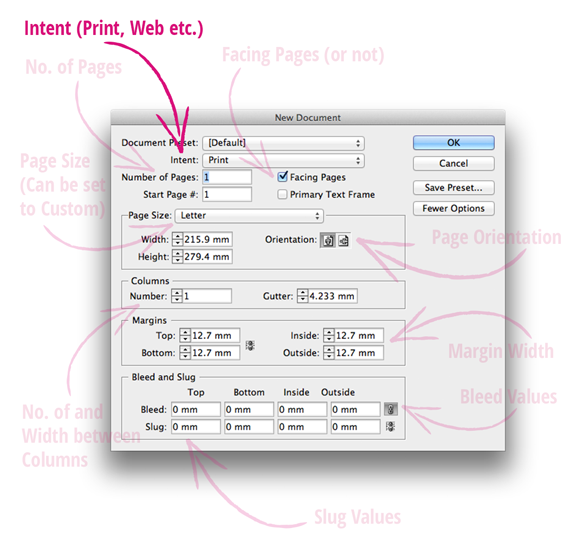 Intent (Print, Web etc.)
No. of Pages
Facing Pages (or not)
New Document
Document Preset: [Default]
OK
Intent: Print
Cancel
Number of Pages: 1
Facing Pages
Page Size
(Can be set
to Custom)
Start Page #: 1
Primary Text Frame
Save Preset...
Fewer Options
Page Size: Letter
Width: 215.9 mm
Orientation:
Height: 279.4 mm
Page Orientation
Columns
Number: 1
Gutter: 4.233 mm
Margins
Top: 12.7 mm
Inside: 12.7 mm
Bottom: 12.7 mm
Outside: 12.7 mm
Margin Width
Bleed and Slug
Top Bottom Inside Outside
Bleed: 0 mm 0 mm 0 mm 0 mm
Slug: 0 mm 0 mm 0 mm 0 mm
Bleed Values
No. of and
Width between
Columns
Slug Values